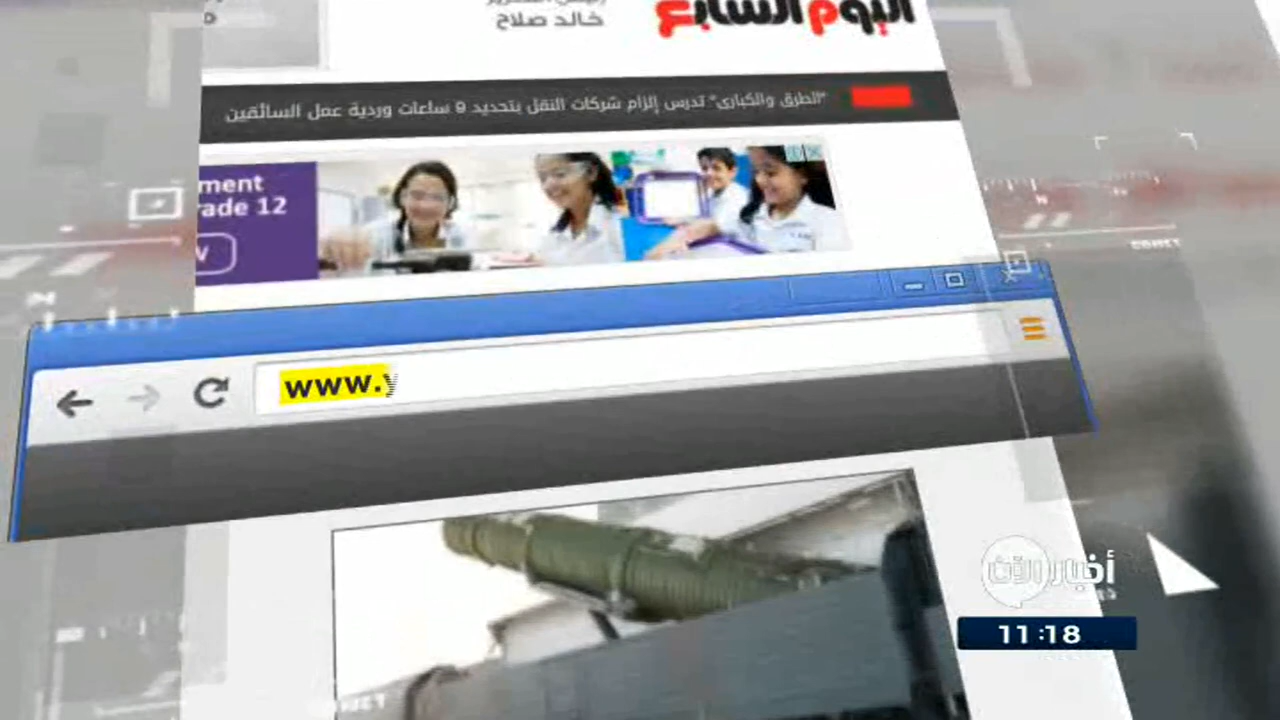 خالد صلاح
اليوم السابع
"الطرق والكبارى" تدرس إلزام شركات النقل بتحديد 9 ساعات وردية عمل السائقين
ment
rade 12
www.y
أخبار الآن
11:18